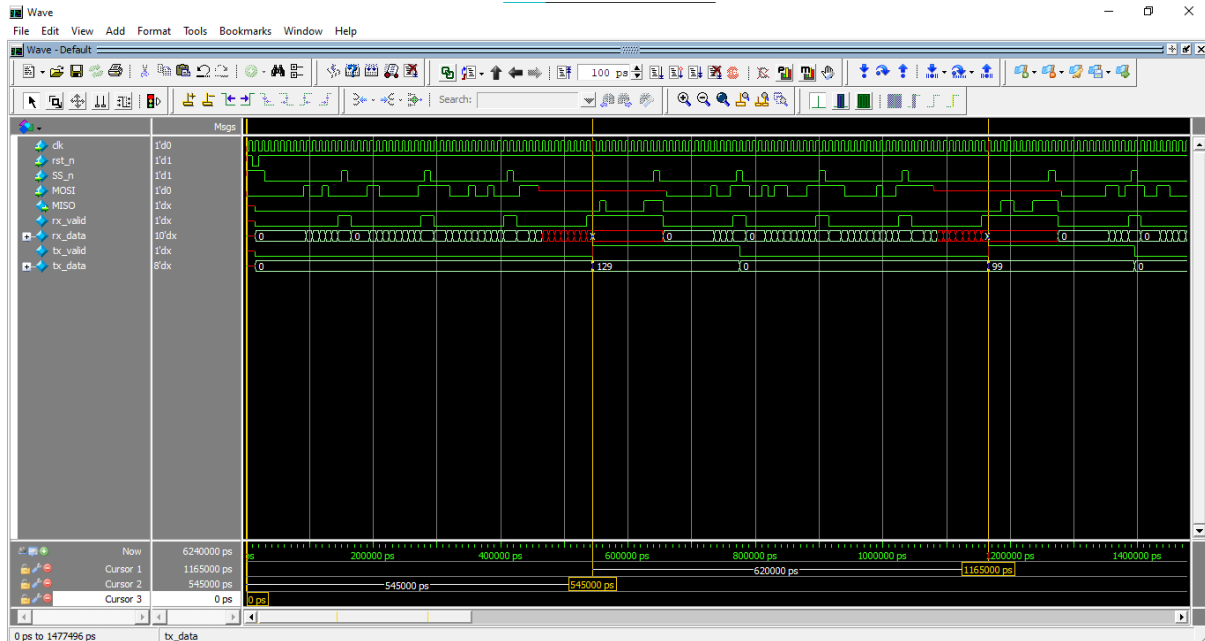 Wave
File Edit View Add Format Tools Bookmarks Window Help
Wave - Default
100 ps
Search:
Msgs
clk 1'd0
rst_n 1'd1
SS_n 1'd1
MOSI 1'd0
MISO 1'dx
rx_valid 1'dx
rx_data 10'dx 0 0 x 0 0 x 0 0
tx_valid 1'dx
tx_data 8'dx 0 129 0 99 0
Now 6240000 ps ps 200000 ps 400000 ps 600000 ps 800000 ps 1000000 ps 1200000 ps 1400000 ps
Cursor 1 1165000 ps 620000 ps 1165000 ps
Cursor 2 545000 ps 545000 ps 545000 ps
Cursor 3 0 ps 0 ps
0 ps to 1477496 ps tx_data